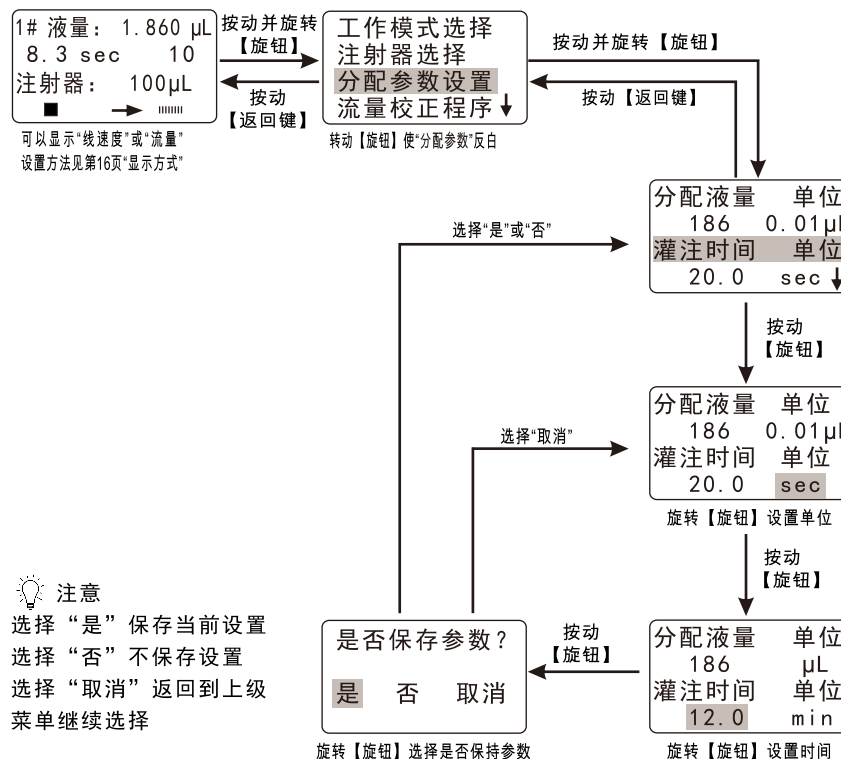 1# 液量： 1.860 μL
8.3 sec 10
注射器： 100μL
可以显示“线速度”或“流量”
设置方法见第16页“显示方式”
按动并旋转
【旋钮】
按动
【返回键】
工作模式选择
注射器选择
分配参数设置
流量校正程序
转动【旋钮】使“分配参数”反白
按动并旋转【旋钮】
按动【返回键】
分配液量 单位
186 0.01μL
灌注时间 单位
20.0 sec
选择“是”或“否”
按动
【旋钮】
分配液量 单位
186 0.01μL
灌注时间 单位
20.0 sec
旋转【旋钮】设置单位
选择“取消”
按动
【旋钮】
分配液量 单位
186 μL
灌注时间 单位
12.0 min
旋转【旋钮】设置时间
按动
【旋钮】
是否保存参数？
是 否 取消
旋转【旋钮】选择是否保持参数
注意
选择“是”保存当前设置
选择“否”不保存设置
选择“取消”返回到上级
菜单继续选择